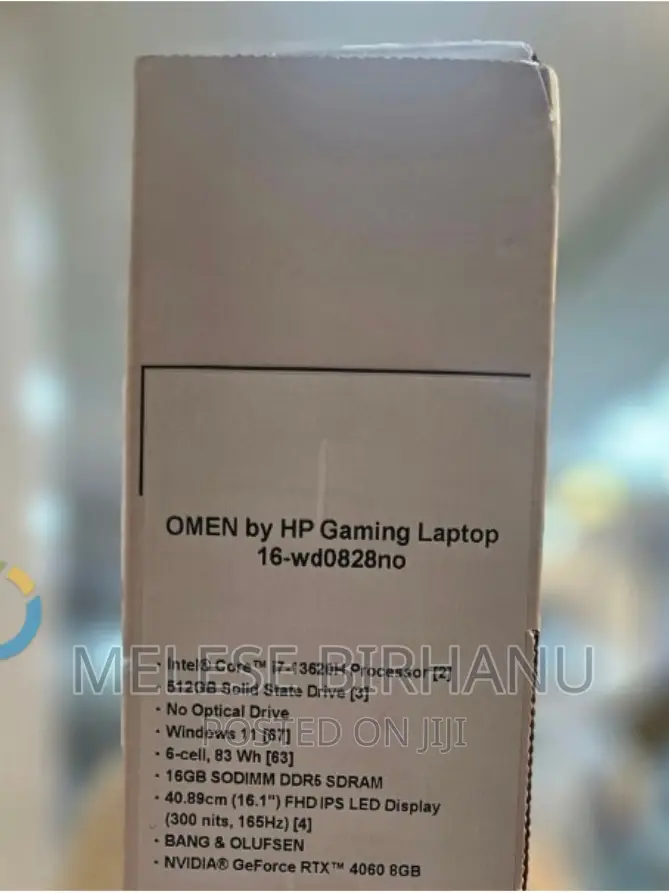 OMEN by HP Gaming Laptop
16-wd0828no
· Intel® Core™ i7-13620H Processor [2]
· 512GB Solid State Drive [3]
MELESE BIRHANU
· No Optical Drive
· Windows 11 [67]
POSTED ON JIJI
· 6-cell, 83 Wh [63]
· 16GB SODIMM DDR5 SDRAM
· 40.89cm (16.1") FHD IPS LED Display
(300 nits, 165Hz) [4]
· BANG & OLUFSEN
· NVIDIA® GeForce RTX™ 4060 8GB